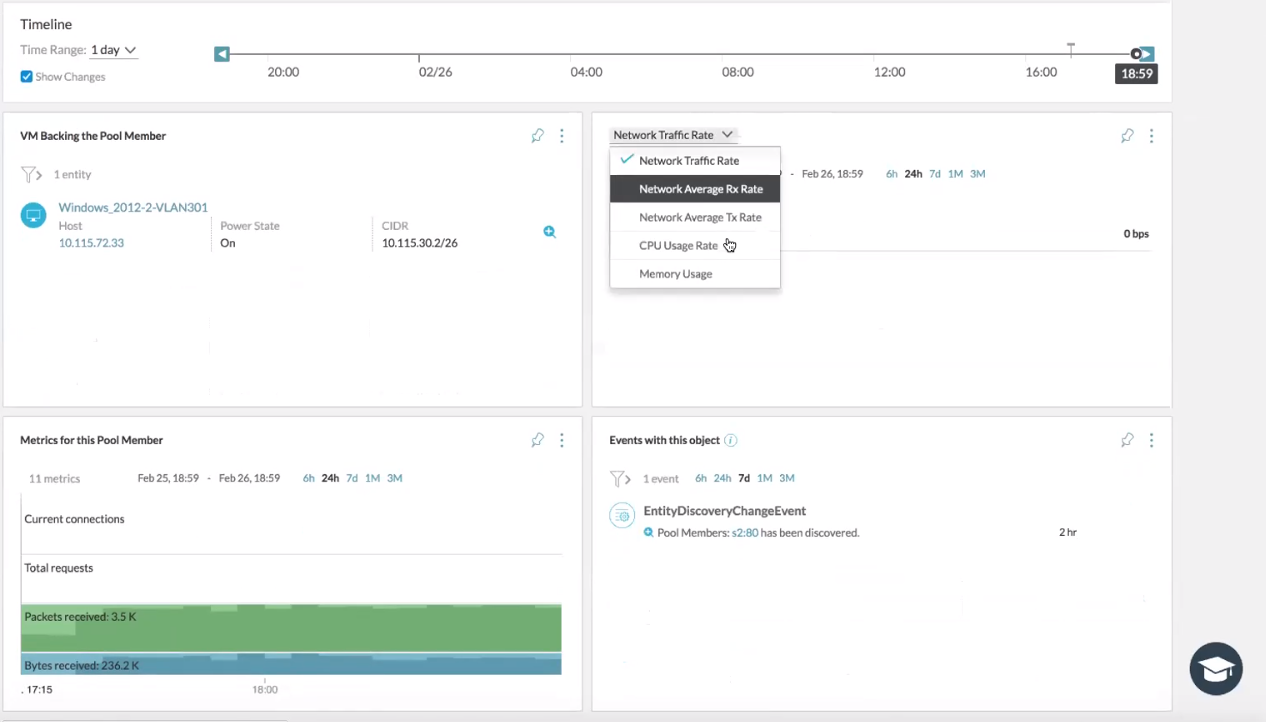 Timeline
Time Range: 1 day
Show Changes
20:00 02/26 04:00 08:00 12:00 16:00 18:59
VM Backing the Pool Member
1 entity
Windows_2012-2-VLAN301
Host Power State CIDR
10.115.72.33 On 10.115.30.2/26
Network Traffic Rate
Network Traffic Rate
- Feb 26, 18:59 6h 24h 7d 1M 3M
Network Average Rx Rate
Network Average Tx Rate
0 bps
CPU Usage Rate
Memory Usage
Metrics for this Pool Member
11 metrics Feb 25, 18:59 - Feb 26, 18:59 6h 24h 7d 1M 3M
Current connections
Total requests
Packets received: 3.5 K
Bytes received: 236.2 K
. 17:15 18:00
Events with this object i
1 event 6h 24h 7d 1M 3M
EntityDiscoveryChangeEvent
Pool Members: s2:80 has been discovered. 2 hr